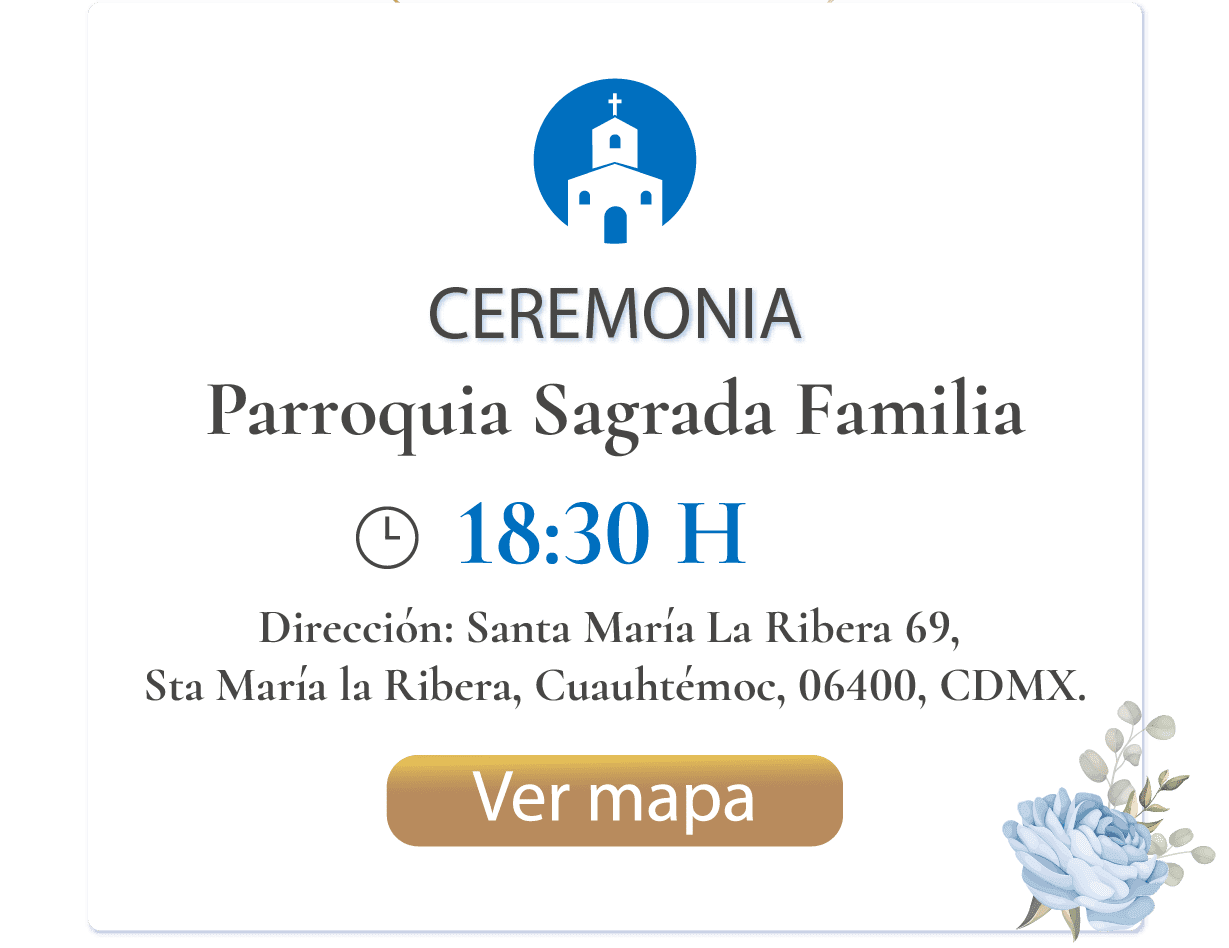 CEREMONIA
Parroquia Sagrada Familia
18:30 H
Dirección: Santa María La Ribera 69,
Sta María la Ribera, Cuauhtémoc, 06400, CDMX.
Ver mapa